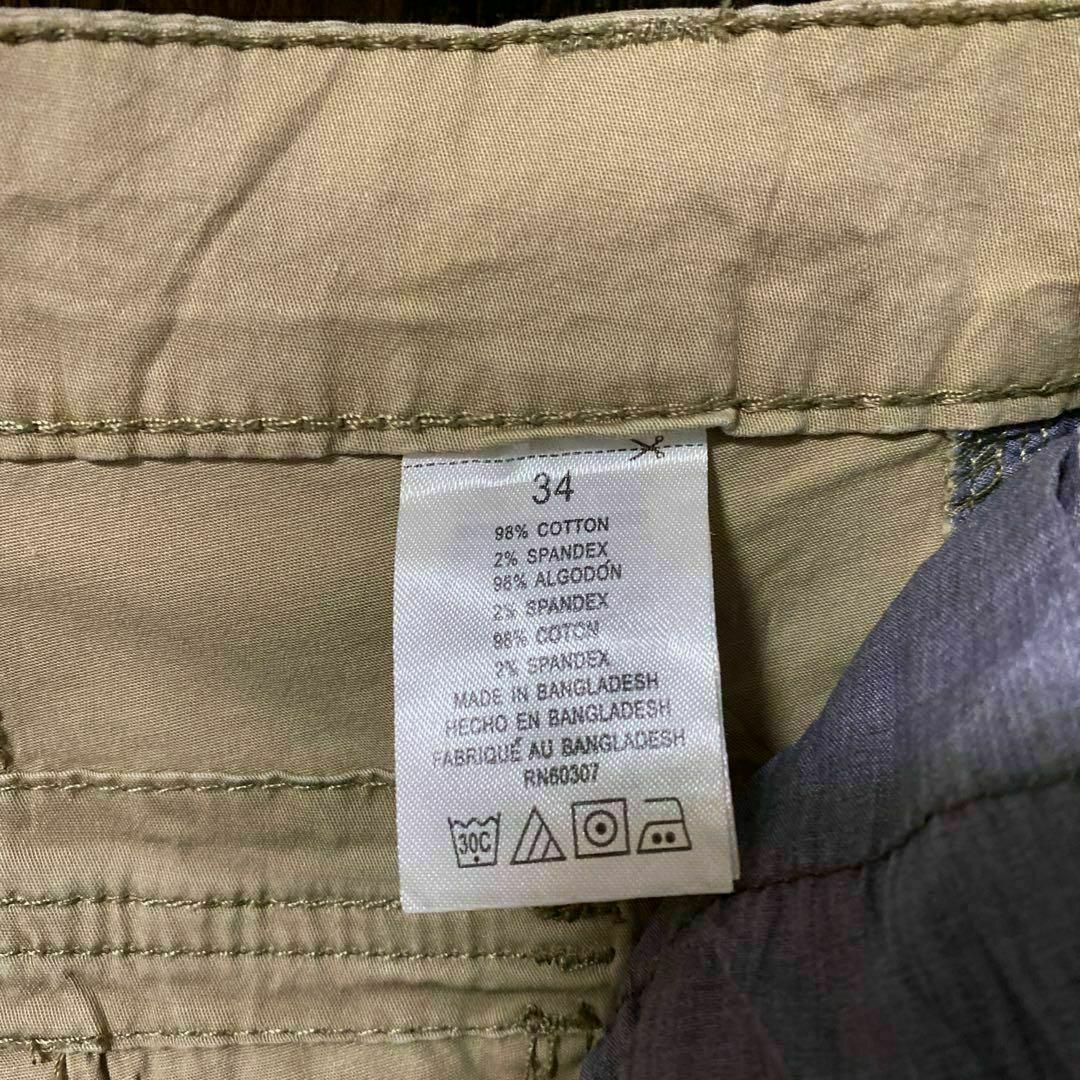 34
98% COTTON
2% SPANDEX
98% ALGODÓN
2% SPANDEX
98% COTON
2% SPANDEX
MADE IN BANGLADESH
HECHO EN BANGLADESH
FABRIQUÉ AU BANGLADESH
RN60307
30C